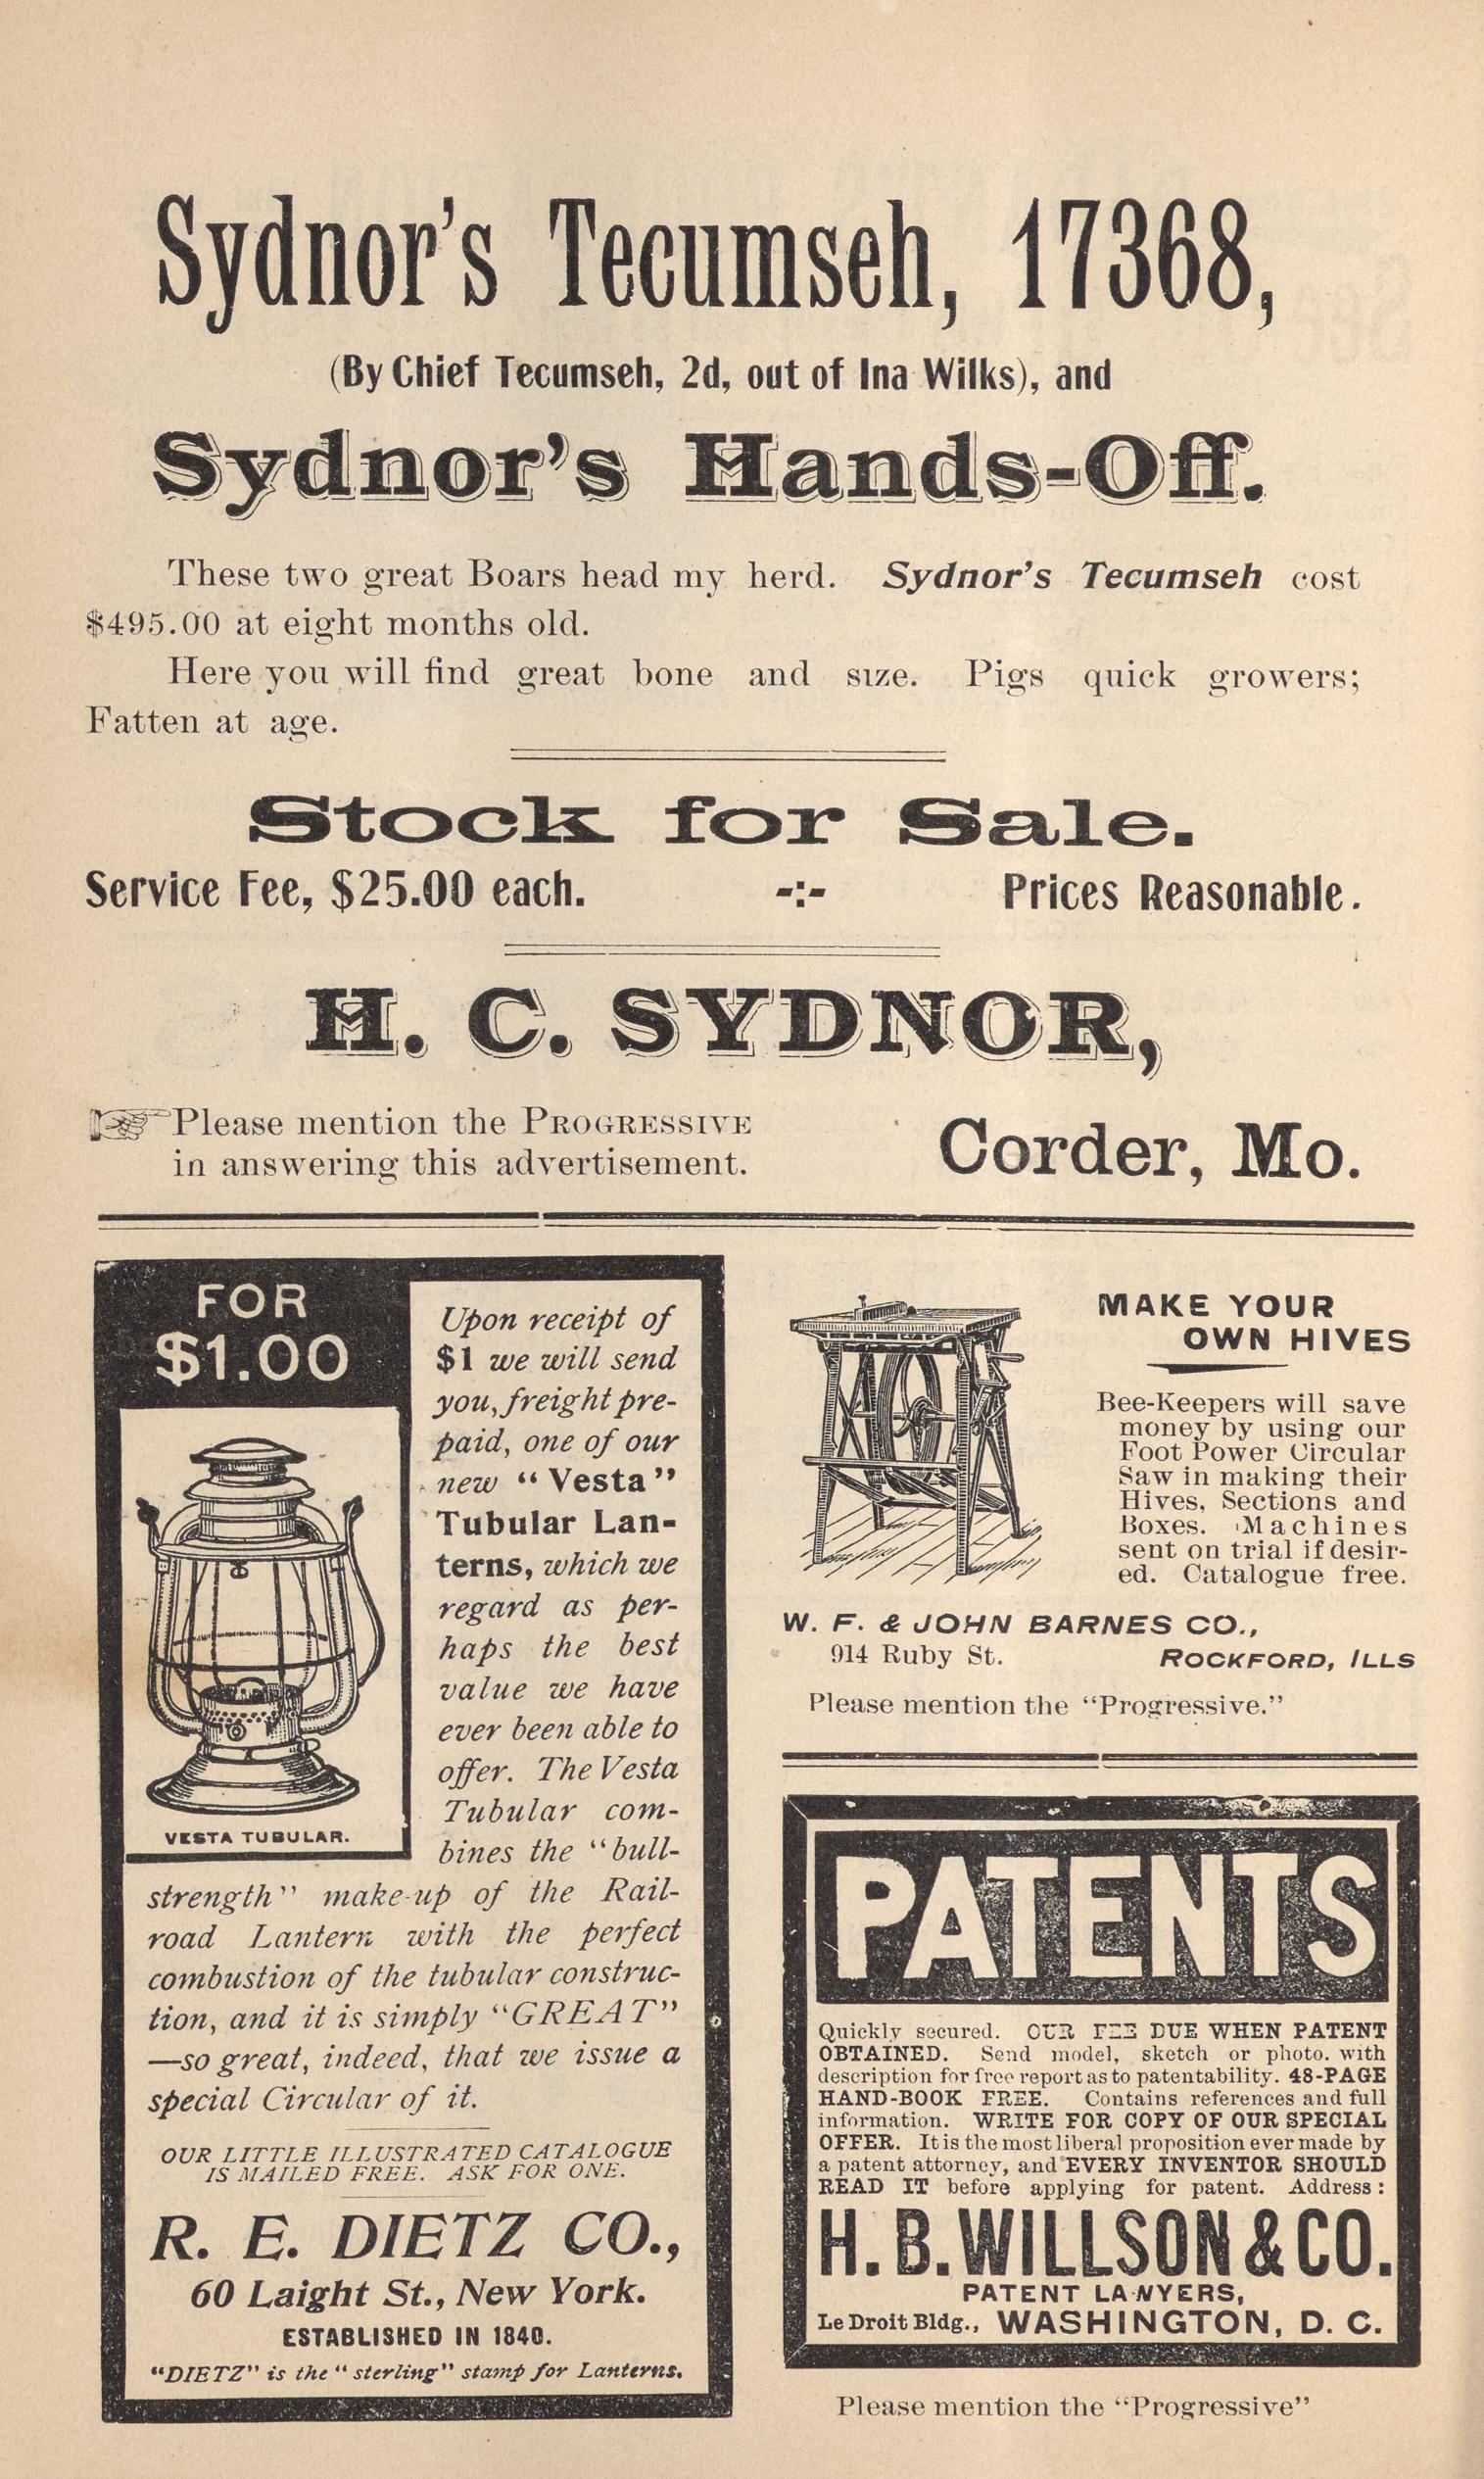 Sydnor's Tecumseh, 17368,
(By Chief Tecumseh, 2d, out of Ina Wilks), and
Sydnor's Hands-Off.
These two great Boars head my herd. Sydnor's Tecumseh cost
$495.00 at eight months old.
Here you will find great bone and size. Pigs quick growers;
Fatten at age.
Stock for Sale.
Service Fee, $25.00 each. -:- Prices Reasonable.
H. C. SYDNOR,
Please mention the PROGRESSIVE
in answering this advertisement.
Corder, Mo.
FOR
$1.00
VESTA TUBULAR.
Upon receipt of
$1 we will send
you, freight pre-
paid, one of our
new "Vesta"
Tubular Lan-
terns, which we
regard as per-
haps the best
value we have
ever been able to
offer. The Vesta
Tubular com-
bines the "bull-
strength" make-up of the Rail-
road Lantern with the perfect
combustion of the tubular construc-
tion, and it is simply "GREAT"
—so great, indeed, that we issue a
special Circular of it.
OUR LITTLE ILLUSTRATED CATALOGUE
IS MAILED FREE. ASK FOR ONE.
R. E. DIETZ CO.,
60 Laight St., New York.
ESTABLISHED IN 1840.
"DIETZ" is the "sterling" stamp for Lanterns.
MAKE YOUR
OWN HIVES
Bee-Keepers will save
money by using our
Foot Power Circular
Saw in making their
Hives, Sections and
Boxes. Machines
sent on trial if desir-
ed. Catalogue free.
W. F. & JOHN BARNES CO.,
914 Ruby St. ROCKFORD, ILLS
Please mention the "Progressive."
PATENTS
Quickly secured. OUR FEE DUE WHEN PATENT
OBTAINED. Send model, sketch or photo. with
description for free report as to patentability. 48-PAGE
HAND-BOOK FREE. Contains references and full
information. WRITE FOR COPY OF OUR SPECIAL
OFFER. It is the most liberal proposition ever made by
a patent attorney, and EVERY INVENTOR SHOULD
READ IT before applying for patent. Address:
H. B. WILLSON & CO.
PATENT LAWYERS,
Le Droit Bldg., WASHINGTON, D. C.
Please mention the "Progressive"